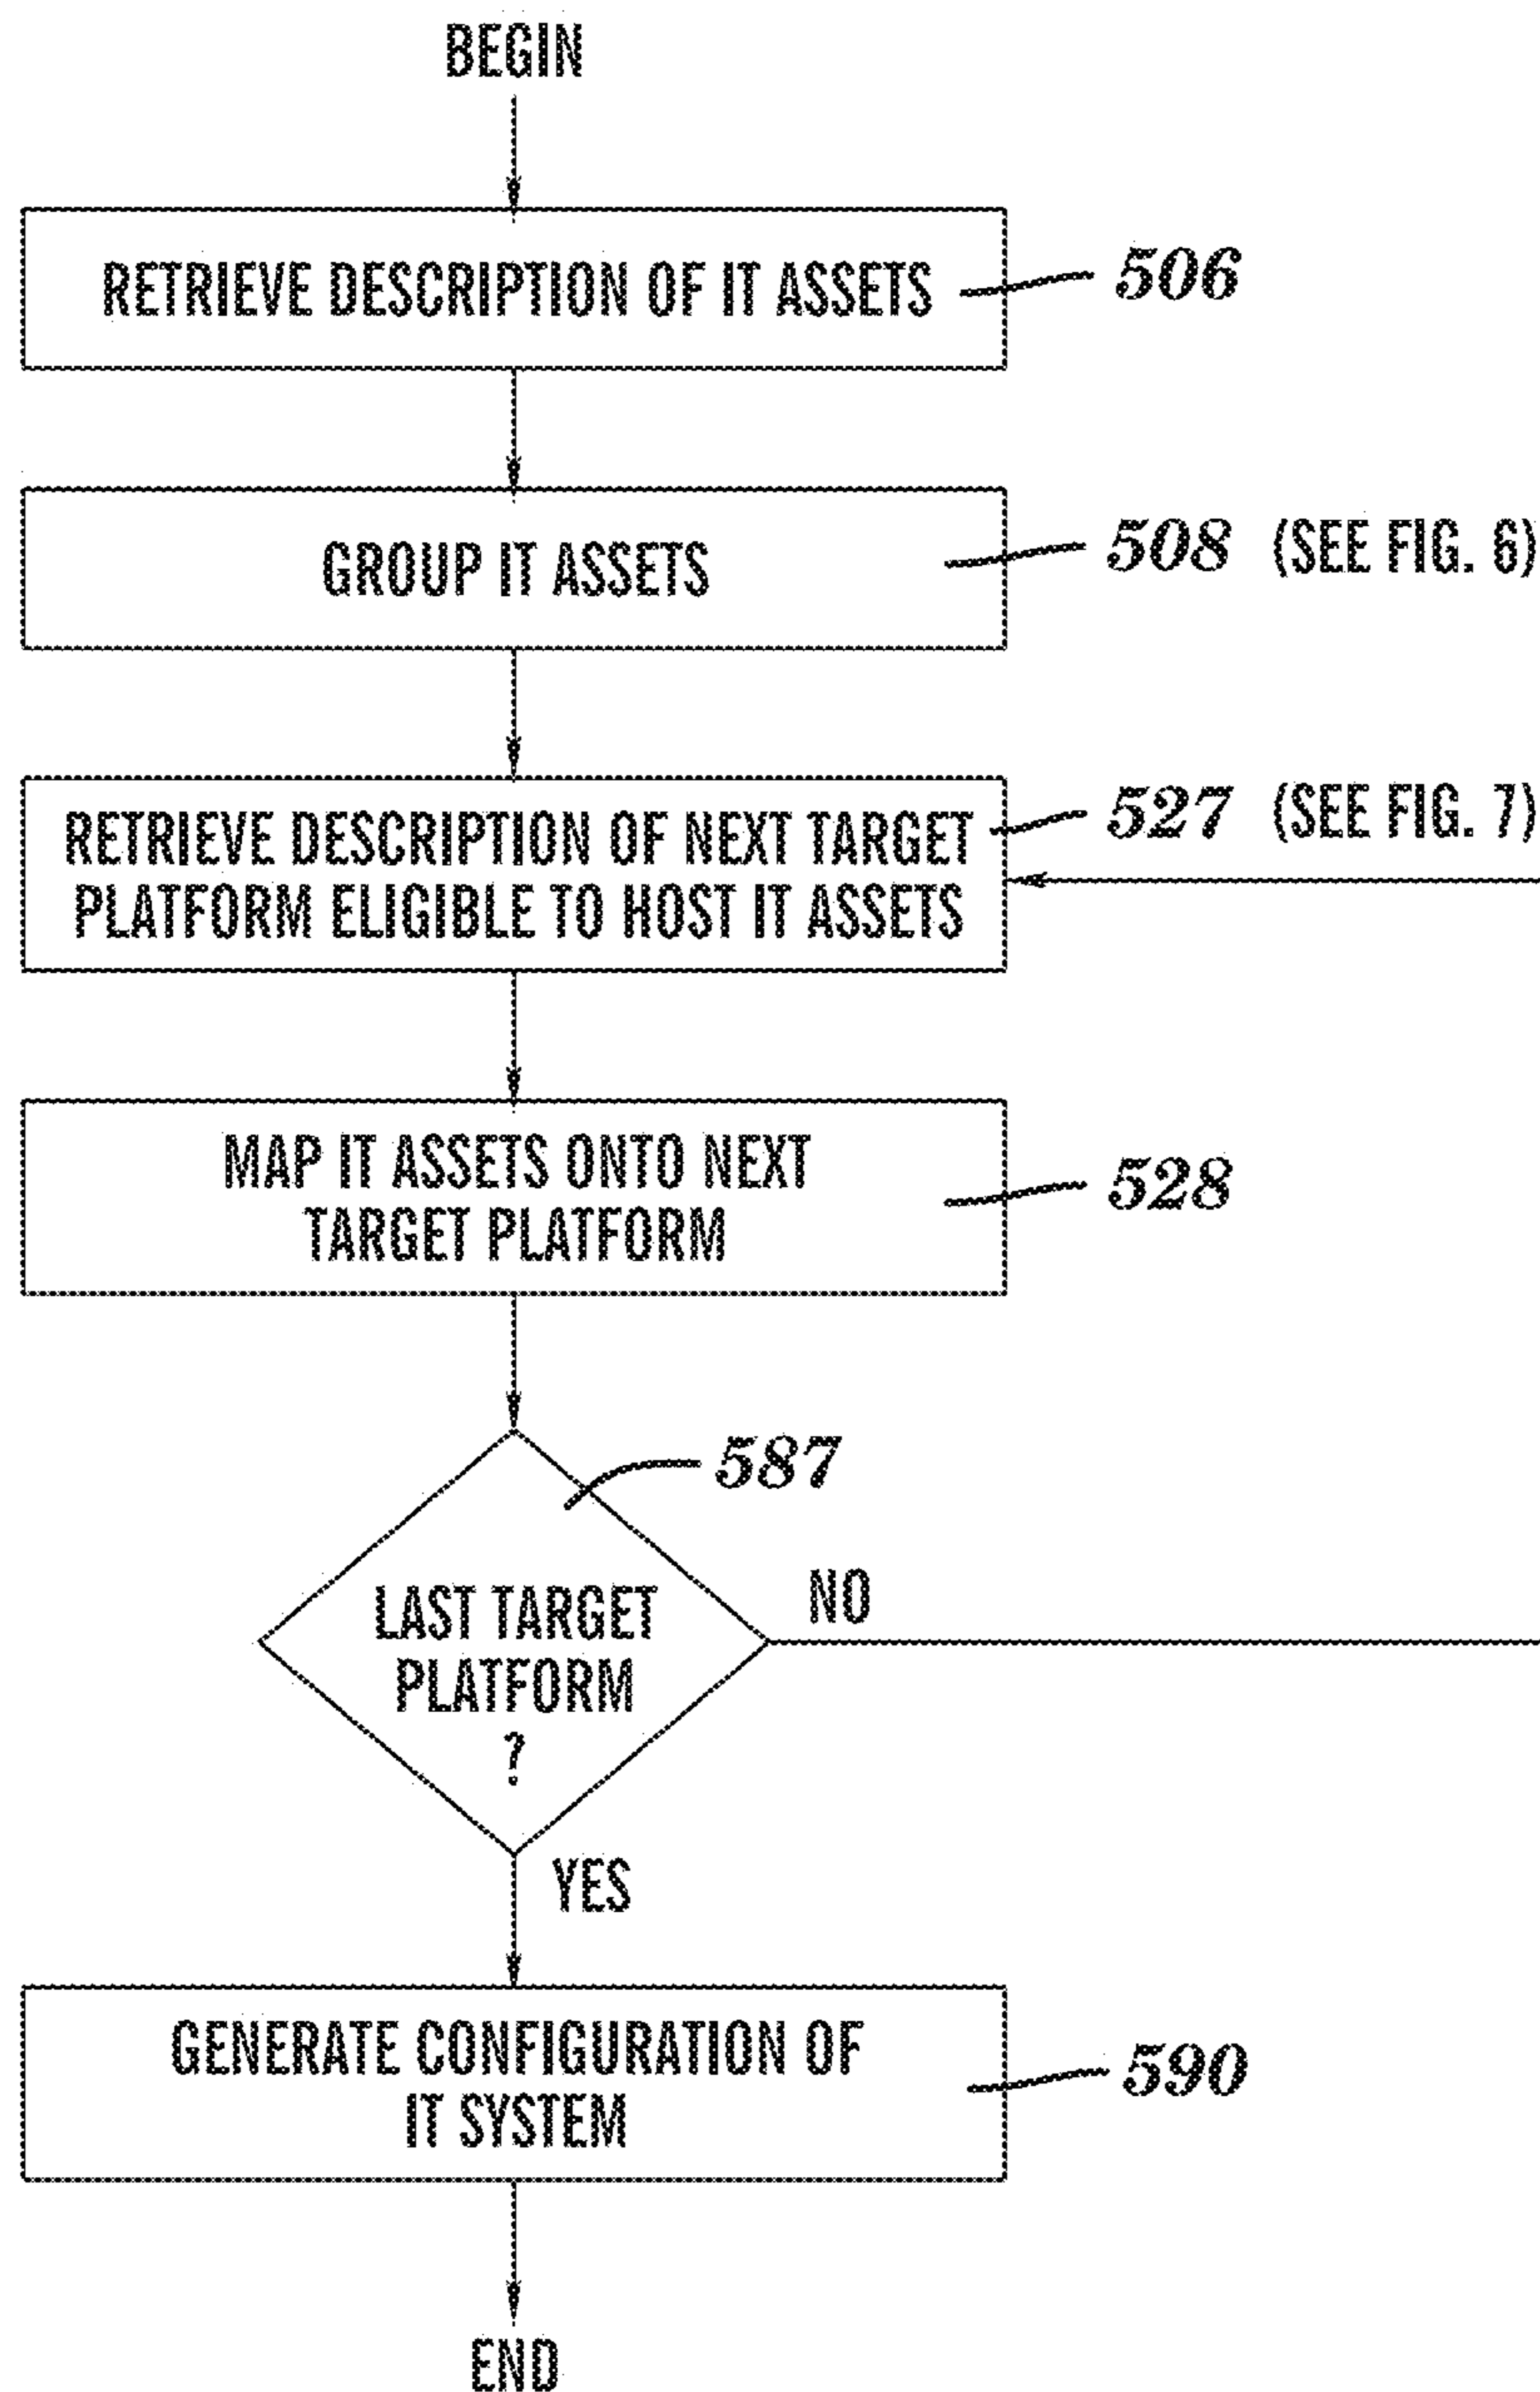 BEGIN
RETRIEVE DESCRIPTION OF IT ASSETS
506
GROUP IT ASSETS
508 (SEE FIG. 6)
RETRIEVE DESCRIPTION OF NEXT TARGET
PLATFORM ELIGIBLE TO HOST IT ASSETS
527 (SEE FIG. 7)
MAP IT ASSETS ONTO NEXT
TARGET PLATFORM
528
587
LAST TARGET
PLATFORM
?
NO
YES
GENERATE CONFIGURATION OF
IT SYSTEM
590
END